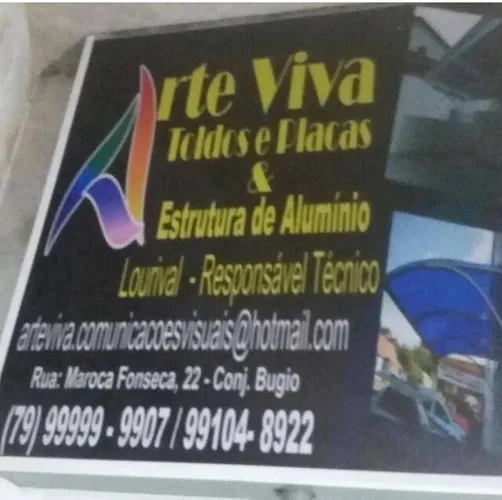 Arte Viva
Toldos e Placas
&
Estrutura de Alumínio
Lourival - Responsável Técnico
arteviva.comunicacoesvisuais@hotmail.com
Rua: Maroca Fonseca, 22 - Conj. Bugio
(79) 99999 - 9907 / 99104- 8922